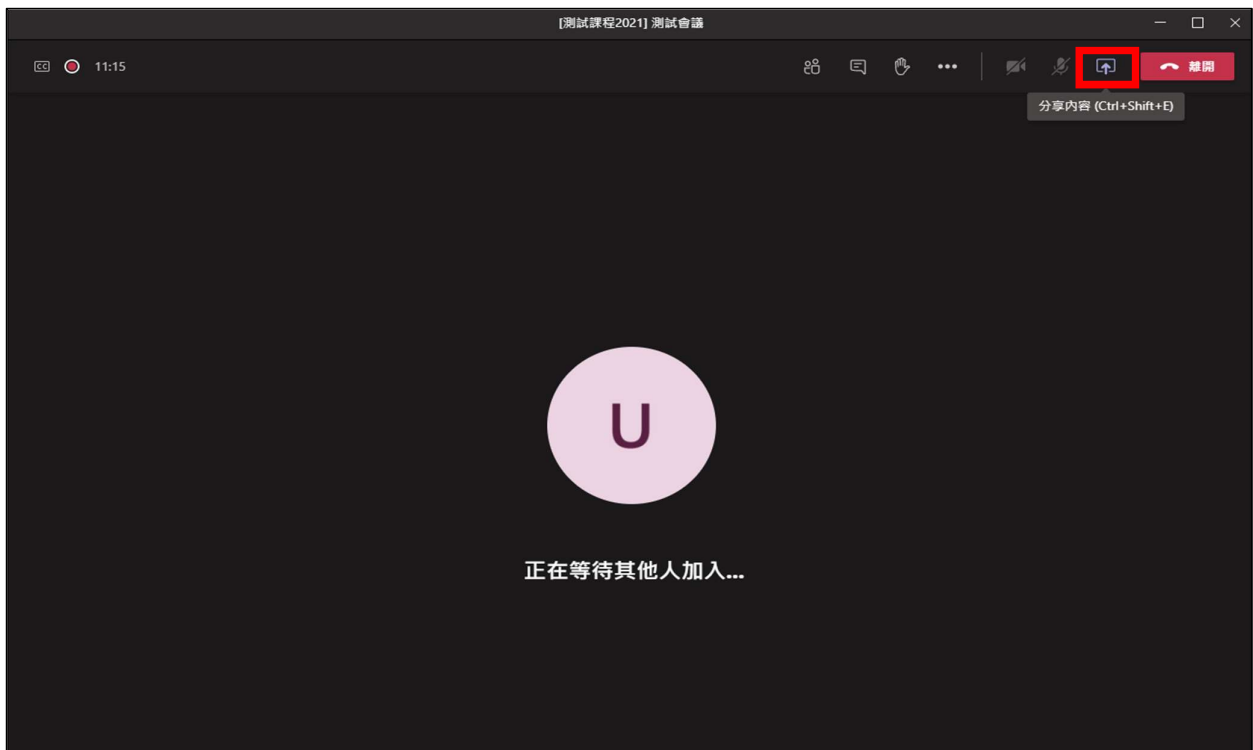 [測試課程2021] 測試會議
CC 11:15
離開
分享內容 (Ctrl+Shift+E)
U
正在等待其他人加入...